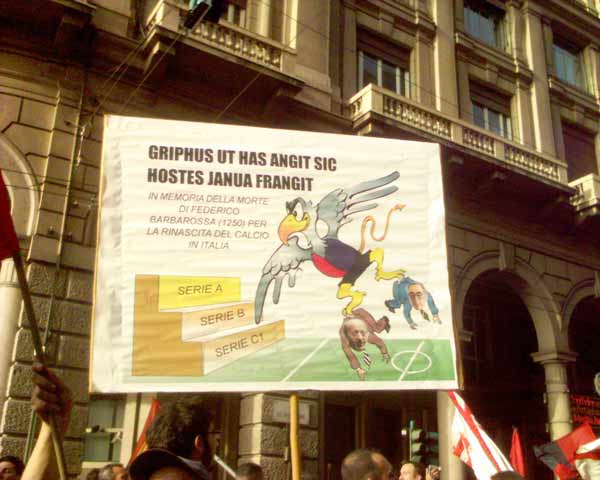 GRIPHUS UT HAS ANGIT SIC
HOSTES JANUA FRANGIT
IN MEMORIA DELLA MORTE
DI FEDERICO
BARBAROSSA (1250) PER
LA RINASCITA DEL CALCIO
IN ITALIA
SERIE A
SERIE B
SERIE C1